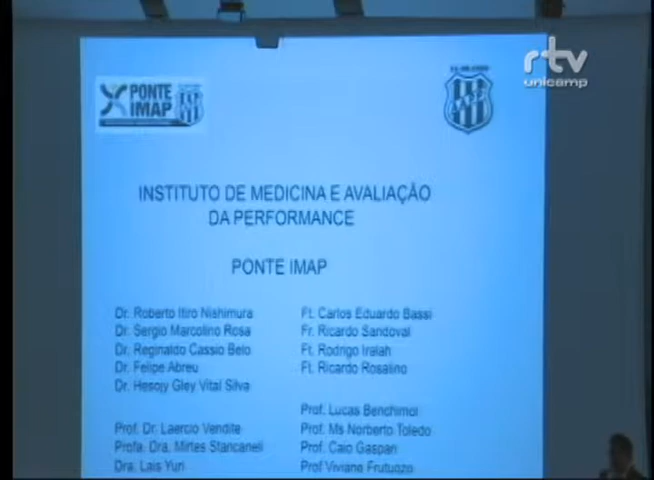 rtv
unicamp
PONTE
IMAP
INSTITUTO DE MEDICINA E AVALIAÇÃO
DA PERFORMANCE
PONTE IMAP
Dr. Roberto Itiro Nishimura
Dr. Sergio Marcolino Rosa
Dr. Reginaldo Cassio Belo
Dr. Felipe Abreu
Dr. Hesojy Gley Vital Silva
Prof. Dr. Laercio Vendite
Profa. Dra. Mirtes Stancaneli
Dra. Lais Yuri
Ft. Carlos Eduardo Bassi
Fr. Ricardo Sandoval
Ft. Rodrigo Iralah
Ft. Ricardo Rosalino
Prof. Lucas Benchimol
Prof. Ms Norberto Toledo
Prof. Caio Gaspari
Prof Viviane Frutuozo